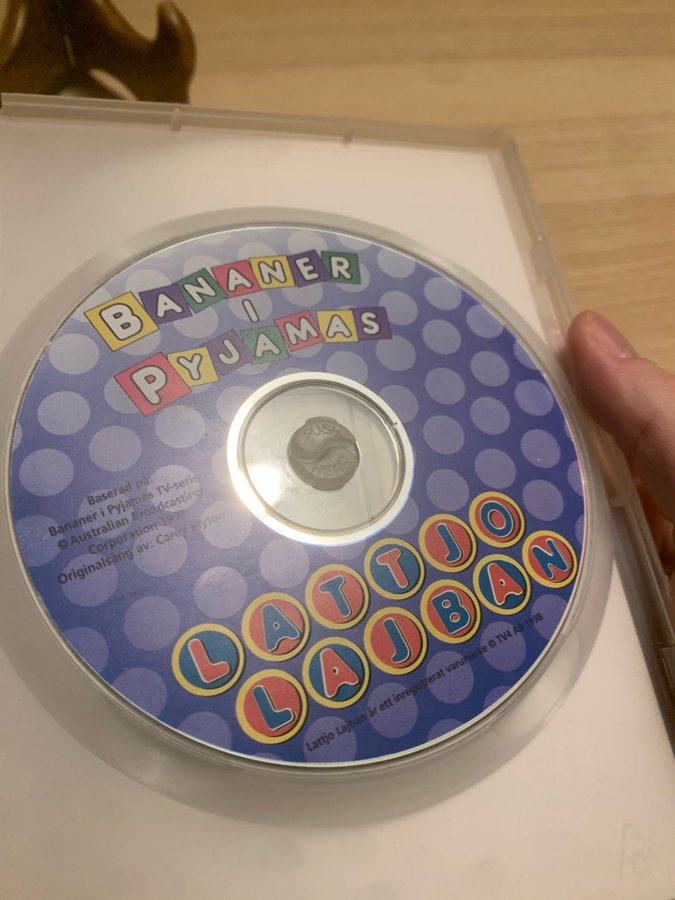 BANANER
I
PYJAMAS
PUSH
Baserad på:
Bananer i Pyjamas TV-serie
© Australian Broadcasting
Corporation
Originalsång av: Carey Blyton
LATTJO
LAJBAN
Lattjo Lajban är ett inregistrerat varumärke © TV4 AB 1998